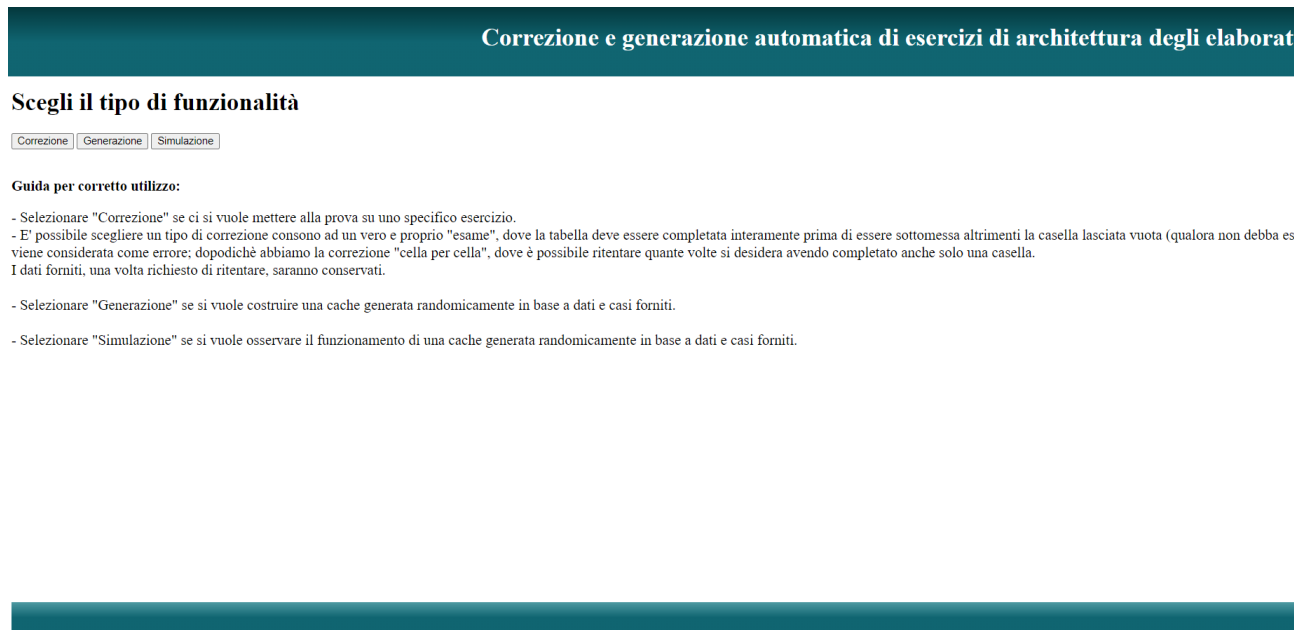 Correzione e generazione automatica di esercizi di architettura degli elaborat
Scegli il tipo di funzionalità
Correzione Generazione Simulazione
Guida per corretto utilizzo:
- Selezionare "Correzione" se ci si vuole mettere alla prova su uno specifico esercizio.
- E' possibile scegliere un tipo di correzione consono ad un vero e proprio "esame", dove la tabella deve essere completata interamente prima di essere sottomessa altrimenti la casella lasciata vuota (qualora non debba es
viene considerata come errore; dopodichè abbiamo la correzione "cella per cella", dove è possibile ritentare quante volte si desidera avendo completato anche solo una casella.
I dati forniti, una volta richiesto di ritentare, saranno conservati.
- Selezionare "Generazione" se si vuole costruire una cache generata randomicamente in base a dati e casi forniti.
- Selezionare "Simulazione" se si vuole osservare il funzionamento di una cache generata randomicamente in base a dati e casi forniti.